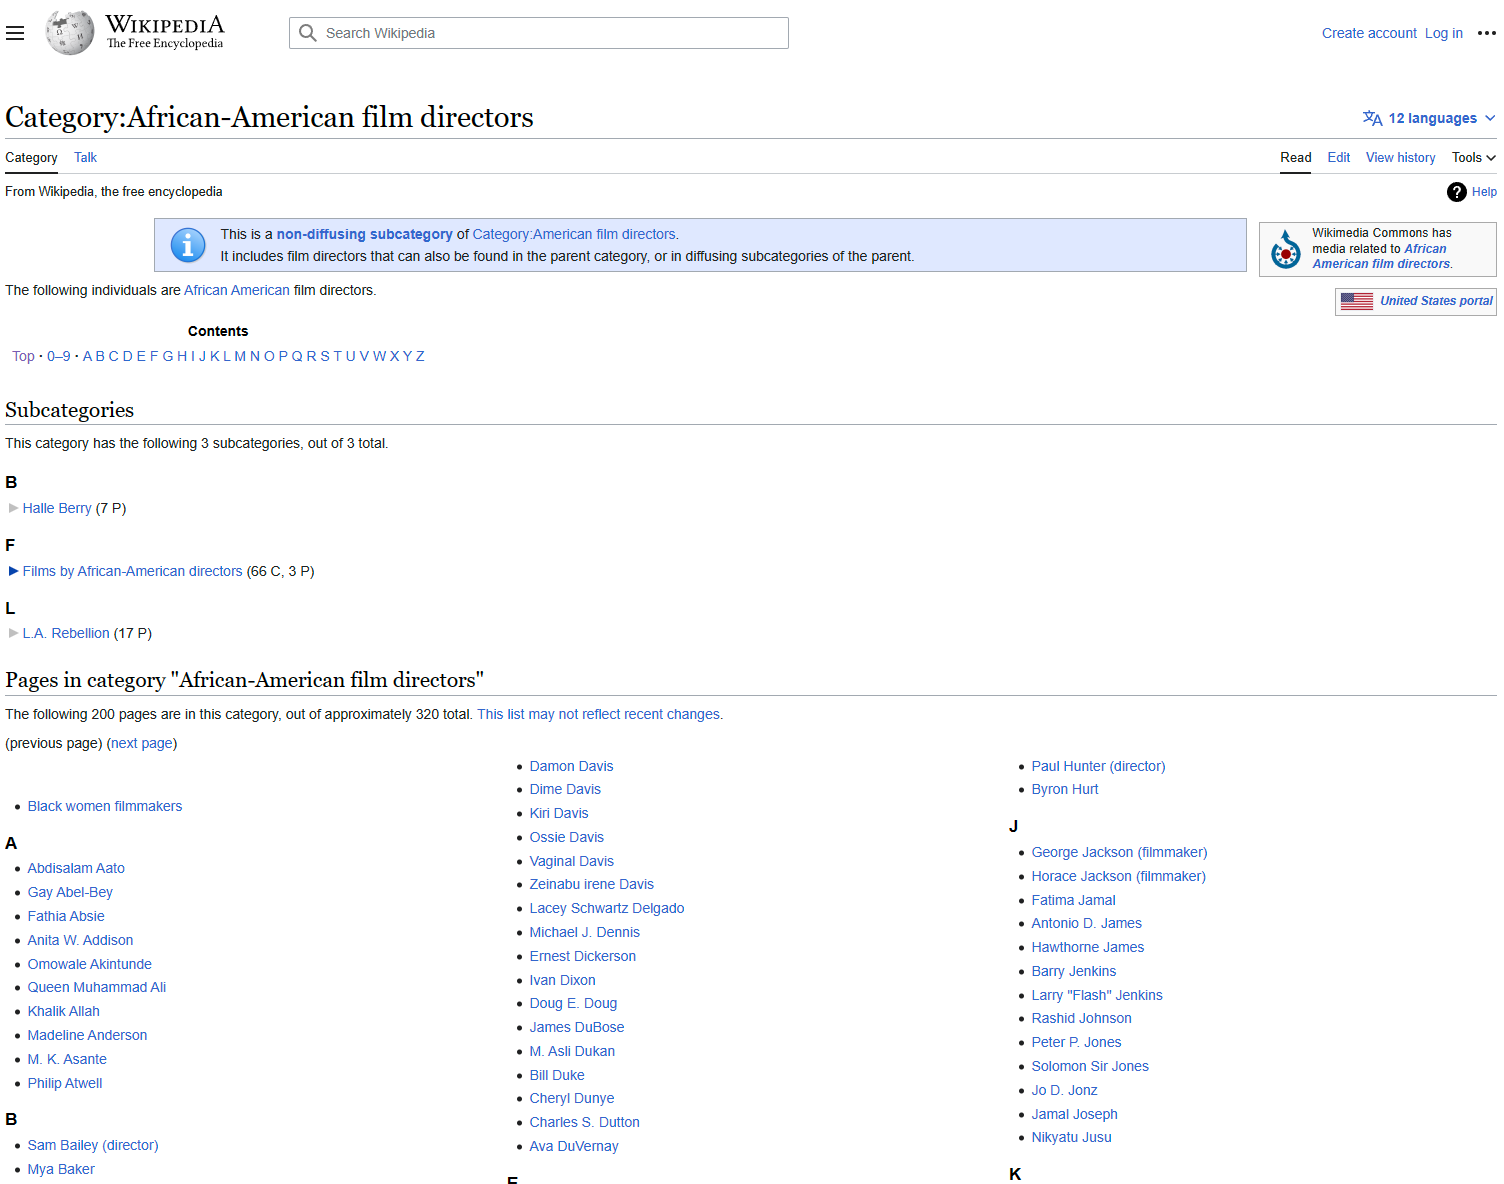 WIKIPEDIA
The Free Encyclopedia
Search Wikipedia
Create account Log in
Category:African-American film directors
12 languages
Category Talk
Read Edit View history Tools
From Wikipedia, the free encyclopedia
Help
This is a non-diffusing subcategory of Category:American film directors.
It includes film directors that can also be found in the parent category, or in diffusing subcategories of the parent.
Wikimedia Commons has
media related to African
American film directors.
The following individuals are African American film directors.
United States portal
Contents
Top · 0–9 · A B C D E F G H I J K L M N O P Q R S T U V W X Y Z
Subcategories
This category has the following 3 subcategories, out of 3 total.
B
Halle Berry (7 P)
F
Films by African-American directors (66 C, 3 P)
L
L.A. Rebellion (17 P)
Pages in category "African-American film directors"
The following 200 pages are in this category, out of approximately 320 total. This list may not reflect recent changes.
(previous page) (next page)
Black women filmmakers
A
Abdisalam Aato
Gay Abel-Bey
Fathia Absie
Anita W. Addison
Omowale Akintunde
Queen Muhammad Ali
Khalik Allah
Madeline Anderson
M. K. Asante
Philip Atwell
B
Sam Bailey (director)
Mya Baker
Damon Davis
Dime Davis
Kiri Davis
Ossie Davis
Vaginal Davis
Zeinabu irene Davis
Lacey Schwartz Delgado
Michael J. Dennis
Ernest Dickerson
Ivan Dixon
Doug E. Doug
James DuBose
M. Asli Dukan
Bill Duke
Cheryl Dunye
Charles S. Dutton
Ava DuVernay
Paul Hunter (director)
Byron Hurt
J
George Jackson (filmmaker)
Horace Jackson (filmmaker)
Fatima Jamal
Antonio D. James
Hawthorne James
Barry Jenkins
Larry "Flash" Jenkins
Rashid Johnson
Peter P. Jones
Solomon Sir Jones
Jo D. Jonz
Jamal Joseph
Nikyatu Jusu
K